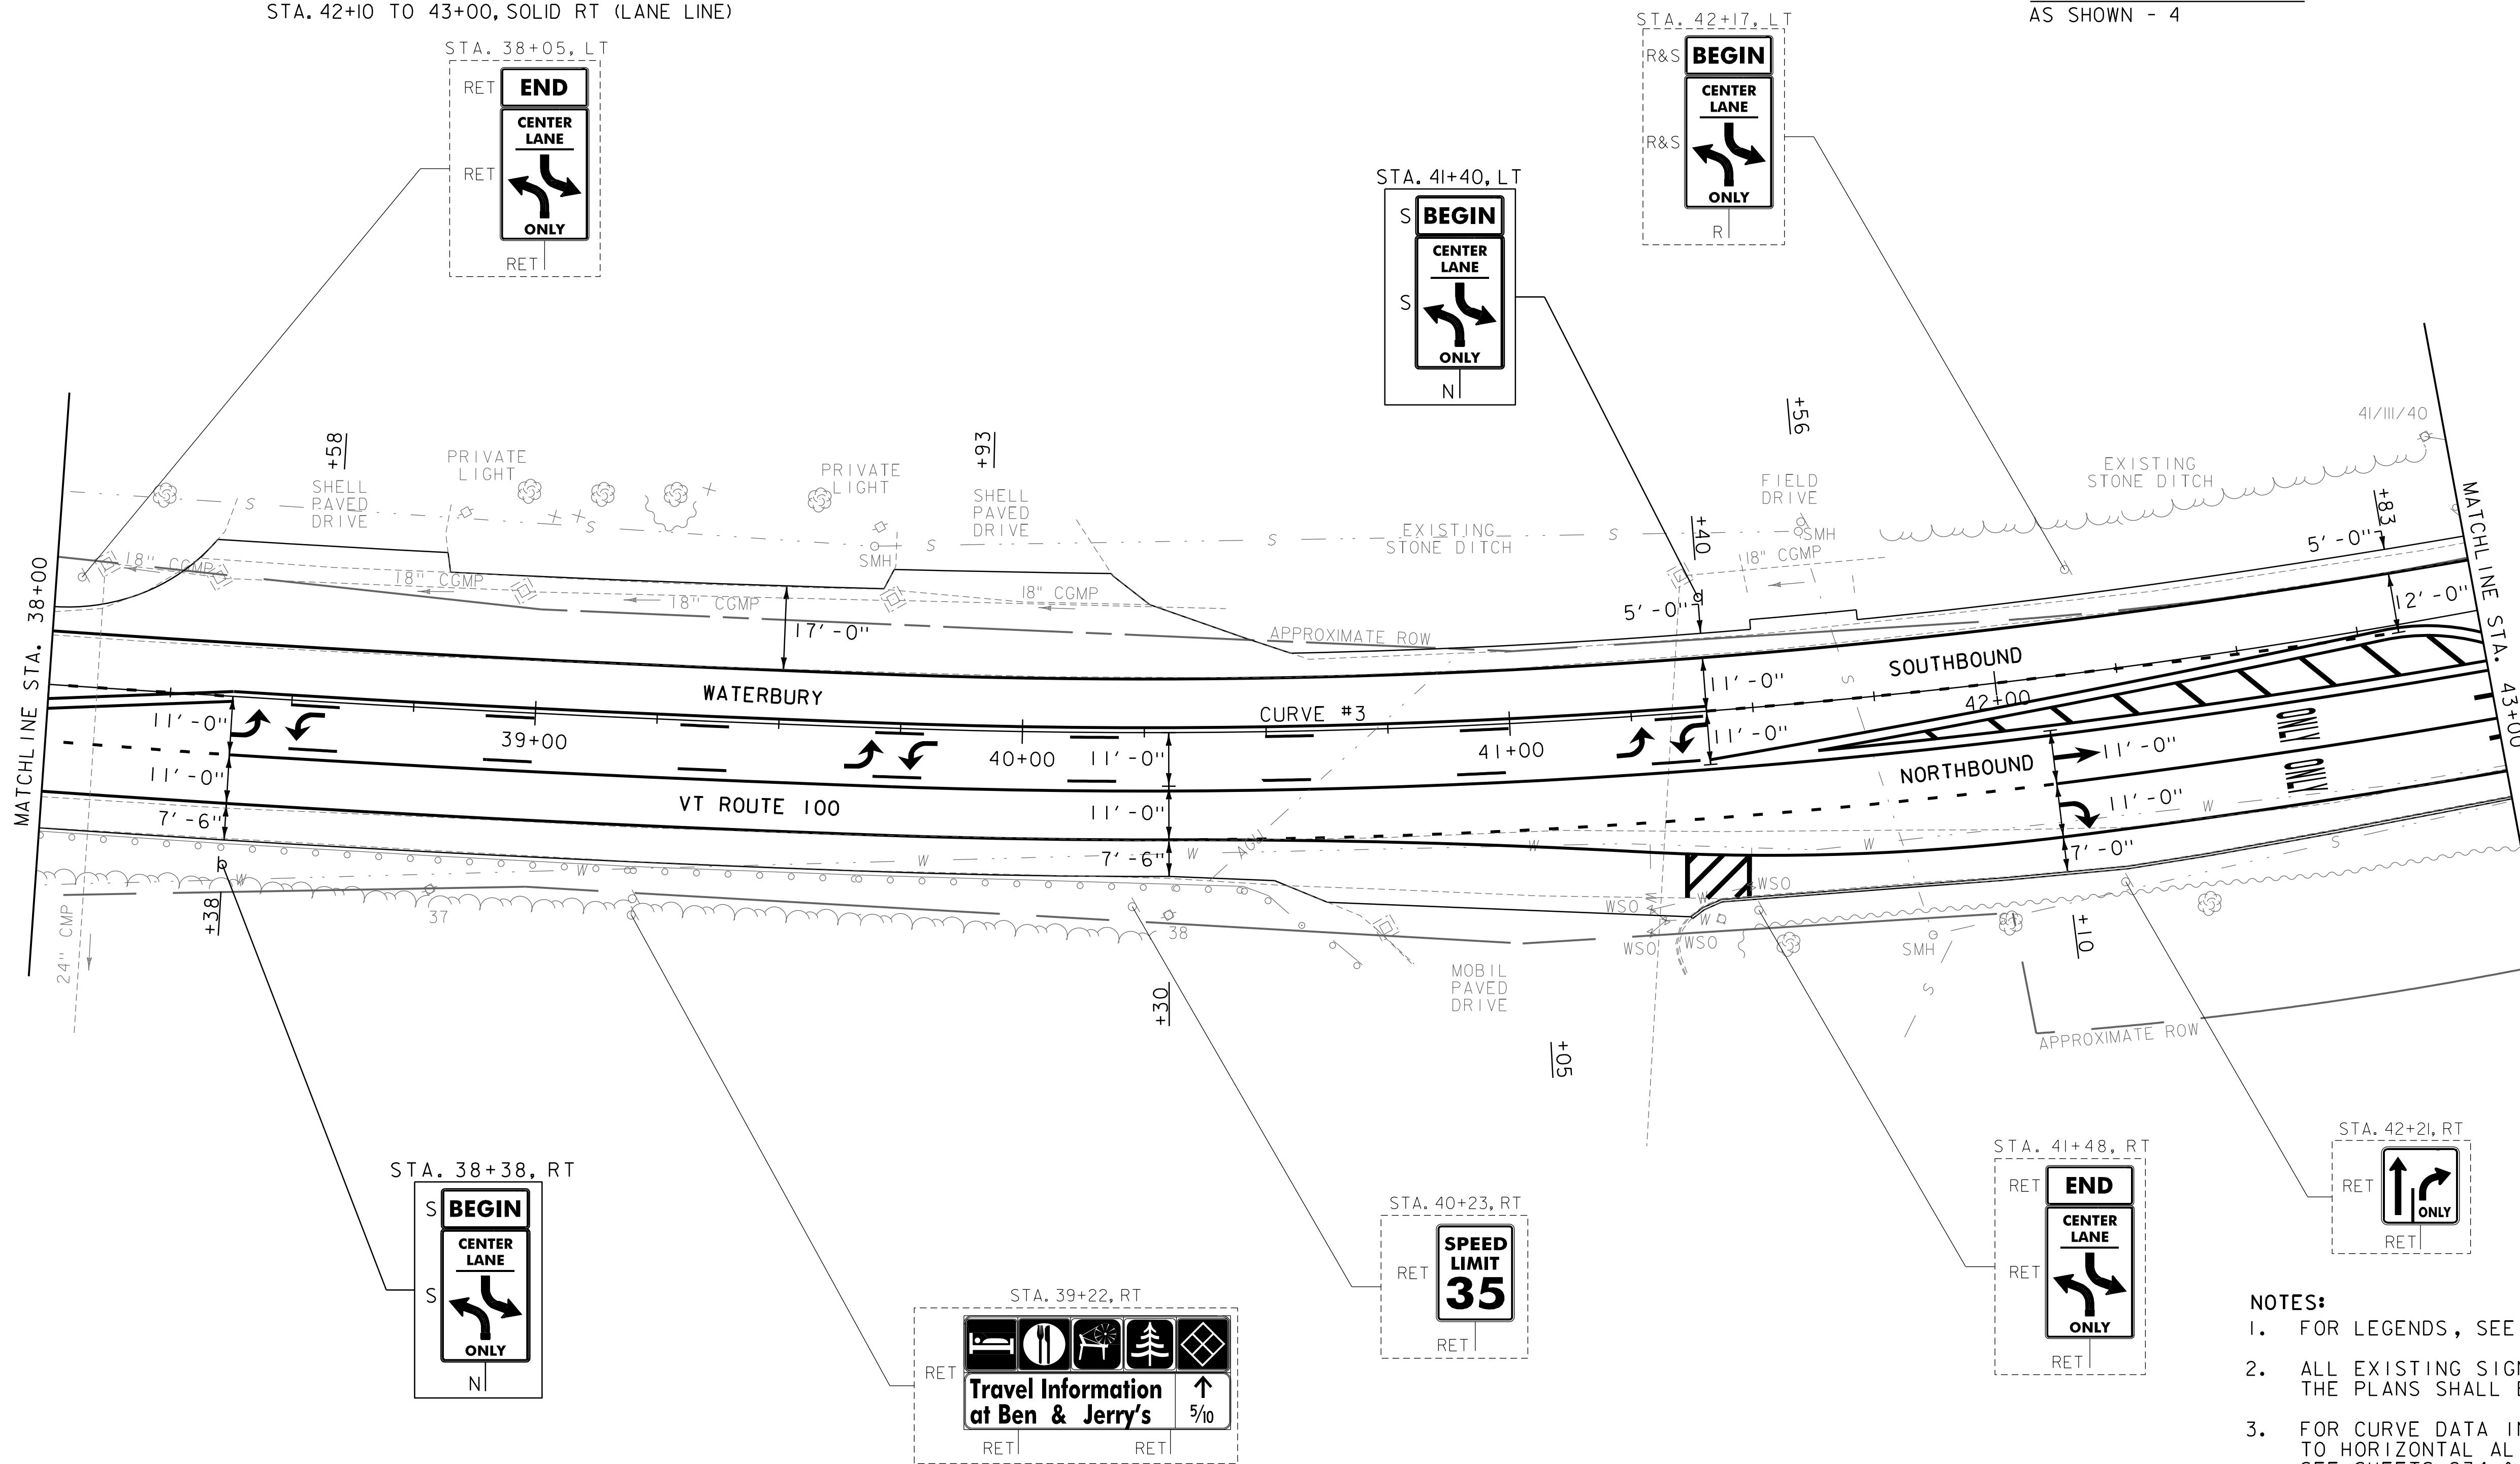 STA. 42+10 TO 43+00, SOLID RT (LANE LINE)
AS SHOWN - 4
STA. 38+05, LT
RET
END
RET
CENTER
LANE
ONLY
RET
STA. 42+17, LT
R&S
BEGIN
R&S
CENTER
LANE
ONLY
R
STA. 41+40, LT
S
BEGIN
S
CENTER
LANE
ONLY
N
MATCHLINE STA. 38+00
+58
PRIVATE
LIGHT
SHELL
PAVED
DRIVE
PRIVATE
LIGHT
+93
SHELL
PAVED
DRIVE
+56
FIELD
DRIVE
41/111/40
EXISTING
STONE DITCH
+83
MATCHLINE STA. 43+00
S
S
SMH
S
S
EXISTING
STONE DITCH
S
SMH
+40
18" CGMP
18" CGMP
18" CGMP
18" CGMP
18" CGMP
5'-0"
5'-0"
12'-0"
17'-0"
APPROXIMATE ROW
WATERBURY
CURVE #3
SOUTHBOUND
S
11'-0"
11'-0"
11'-0"
11'-0"
39+00
40+00
41+00
42+00
11'-0"
11'-0"
7'-6"
11'-0"
7'-6"
VT ROUTE 100
NORTHBOUND
11'-0"
11'-0"
7'-0"
ONLY
ONLY
W
W
W
W
W
W
W
W
W
S
WSO
WSO
WSO
WSO
24" CMP
+38
37
38
+30
MOBIL
PAVED
DRIVE
+05
SMH
S
+10
APPROXIMATE ROW
STA. 38+38, RT
S
BEGIN
S
CENTER
LANE
ONLY
N
STA. 39+22, RT
RET
Travel Information
at Ben & Jerry's
5/10
RET
RET
STA. 40+23, RT
RET
SPEED
LIMIT
35
RET
STA. 41+48, RT
RET
END
RET
CENTER
LANE
ONLY
RET
STA. 42+21, RT
RET
ONLY
RET
NOTES:
1. FOR LEGENDS, SEE
2. ALL EXISTING
THE PLANS SHALL
3. FOR CURVE DATA
TO HORIZONTAL